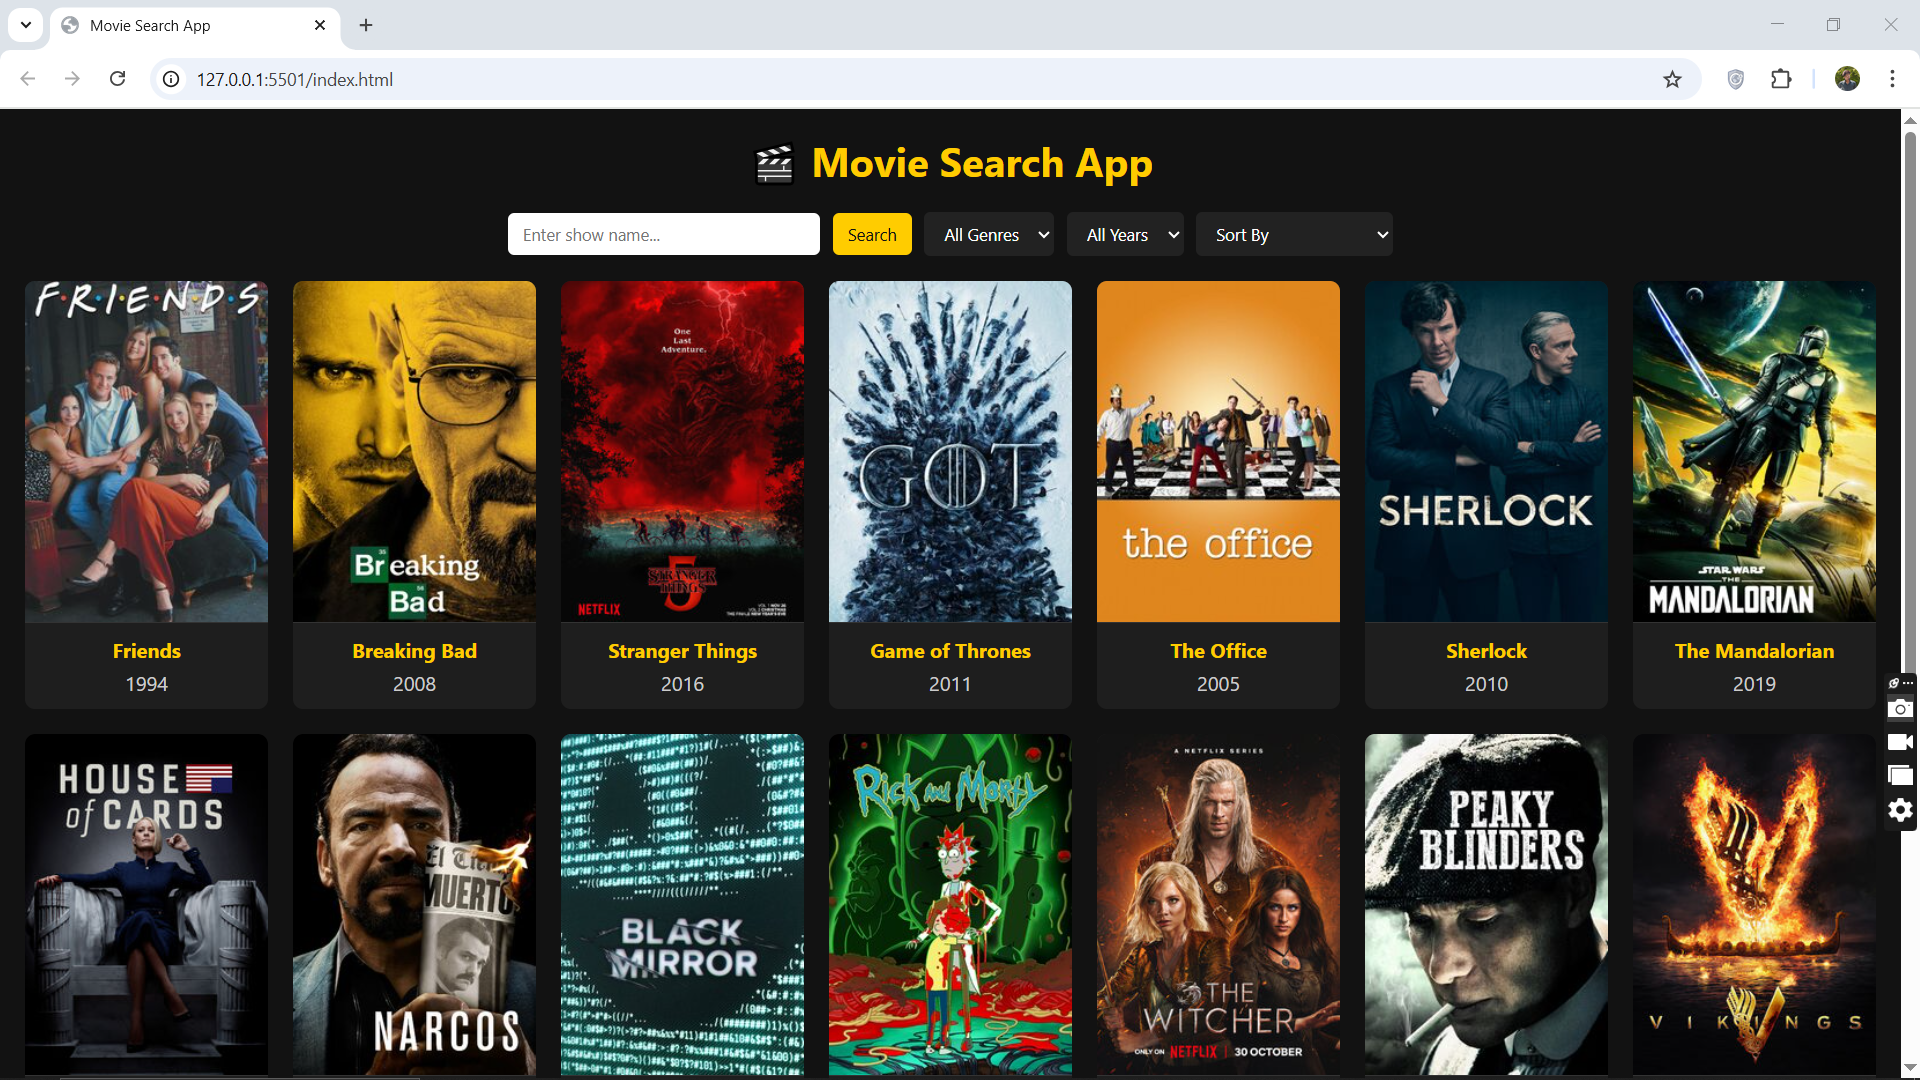 Movie Search App
127.0.0.1:5501/index.html
🎬 Movie Search App
Enter show name...
Search
All Genres
All Years
Sort By
F·R·I·E·N·D·S
35
Breaking
56
Bad
One
Last
Adventure.
STRANGER
THINGS
5
NETFLIX
GOT
the office
SHERLOCK
STAR WARS
THE
MANDALORIAN
Friends
1994
Breaking Bad
2008
Stranger Things
2016
Game of Thrones
2011
The Office
2005
Sherlock
2010
The Mandalorian
2019
HOUSE
of CARDS
El
MUERTO
NARCOS
BLACK
MIRROR
Rick and Morty
A NETFLIX SERIES
THE
WITCHER
ONLY ON NETFLIX | 30 OCTOBER
PEAKY
BLINDERS
VIKINGS